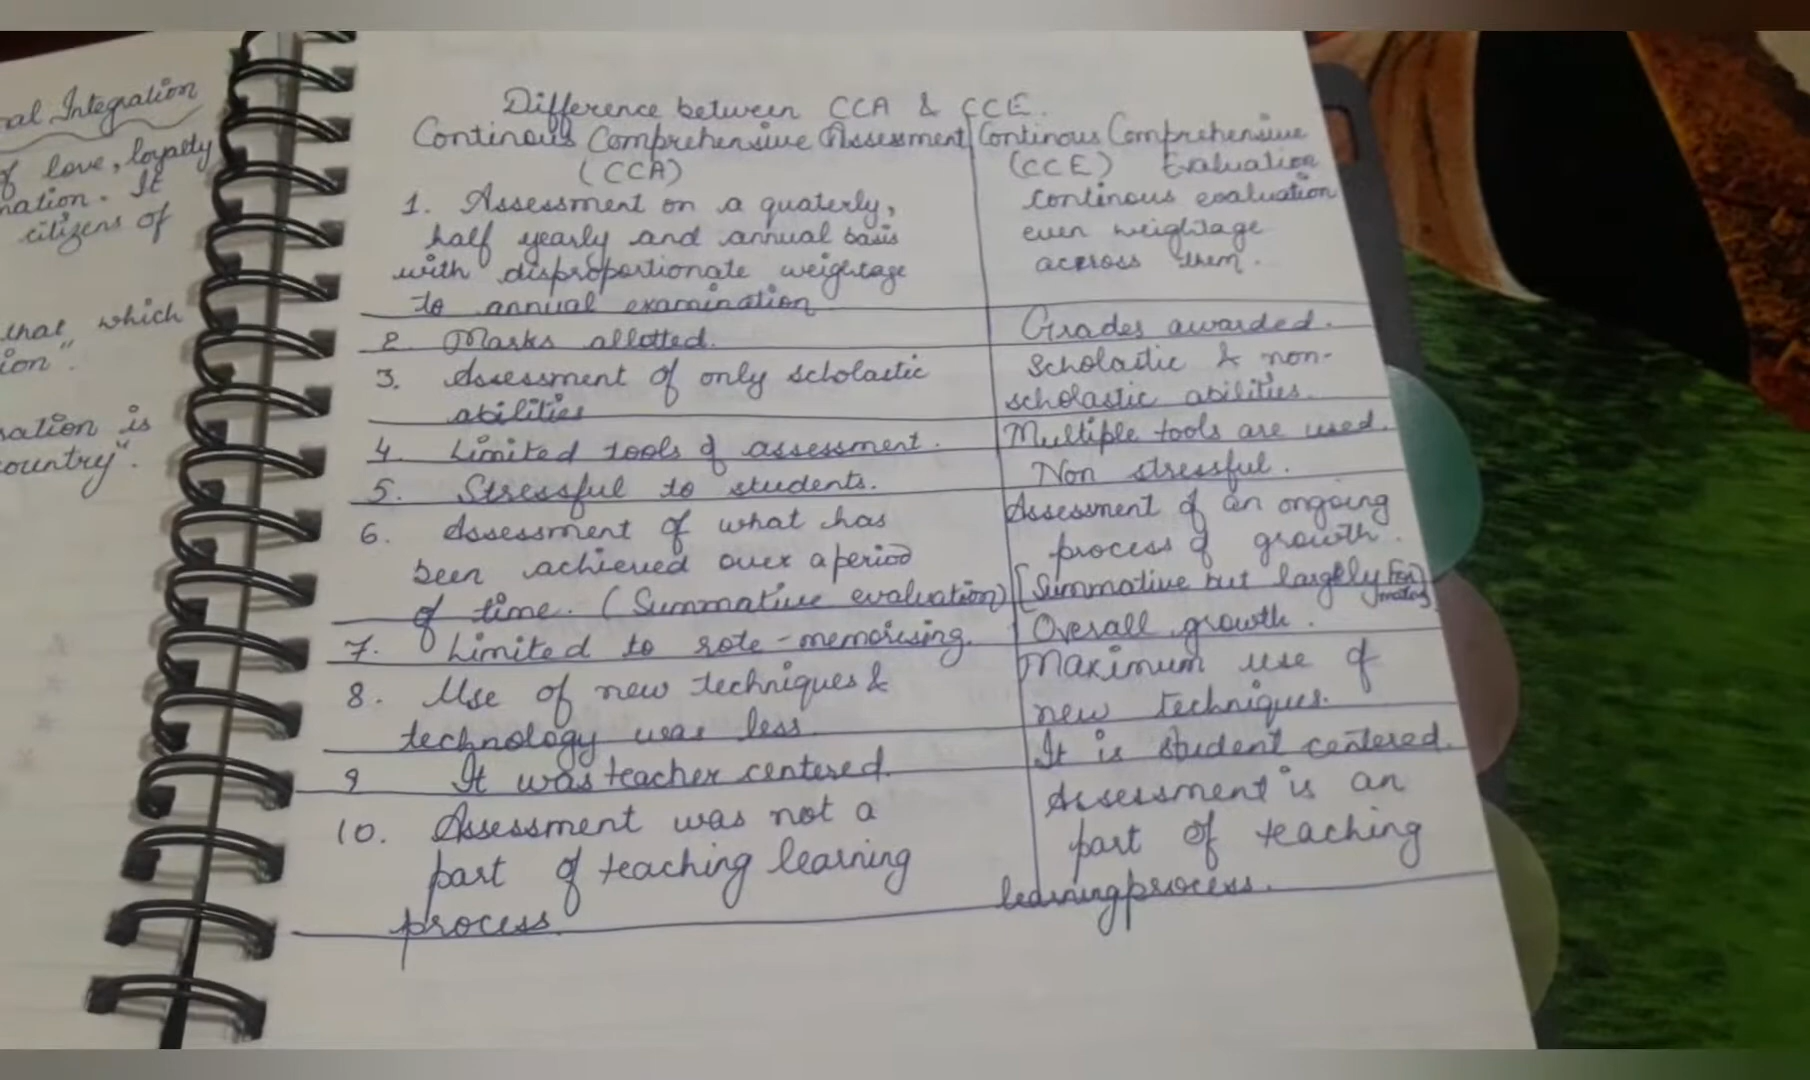 nal Integration
of love, loyalty
nation. It
citizens of
that which
ion".
sation is
ountry".
Difference between CCA & CCE.
Continous Comprehensive Assessment
(CCA)
Continous Comprehensive
(CCE) Evaluation
1. Assessment on a quaterly,
half yearly and annual basis
with disproportionate weightage
to annual examination
continous evaluation
even weightage
across them.
2 Marks allotted.
Grades awarded.
3. Assessment of only scholastic
abilities
Scholastic & non-
scholastic abilities.
4. Limited tools of assessment.
Multiple tools are used.
5. Stressful to students.
Non stressful.
6. Assessment of what has
been achieved over a period
of time. (Summative evaluation)
Assessment of an ongoing
process of growth.
[Summative but largely For
mative]
7. Limited to rote-memorising.
Overall growth.
8. Use of new techniques &
technology was less.
Maximum use of
new techniques.
9 It was teacher centered.
It is student centered.
10. Assessment was not a
part of teaching learning
process.
Assessment is an
part of teaching
learning process.